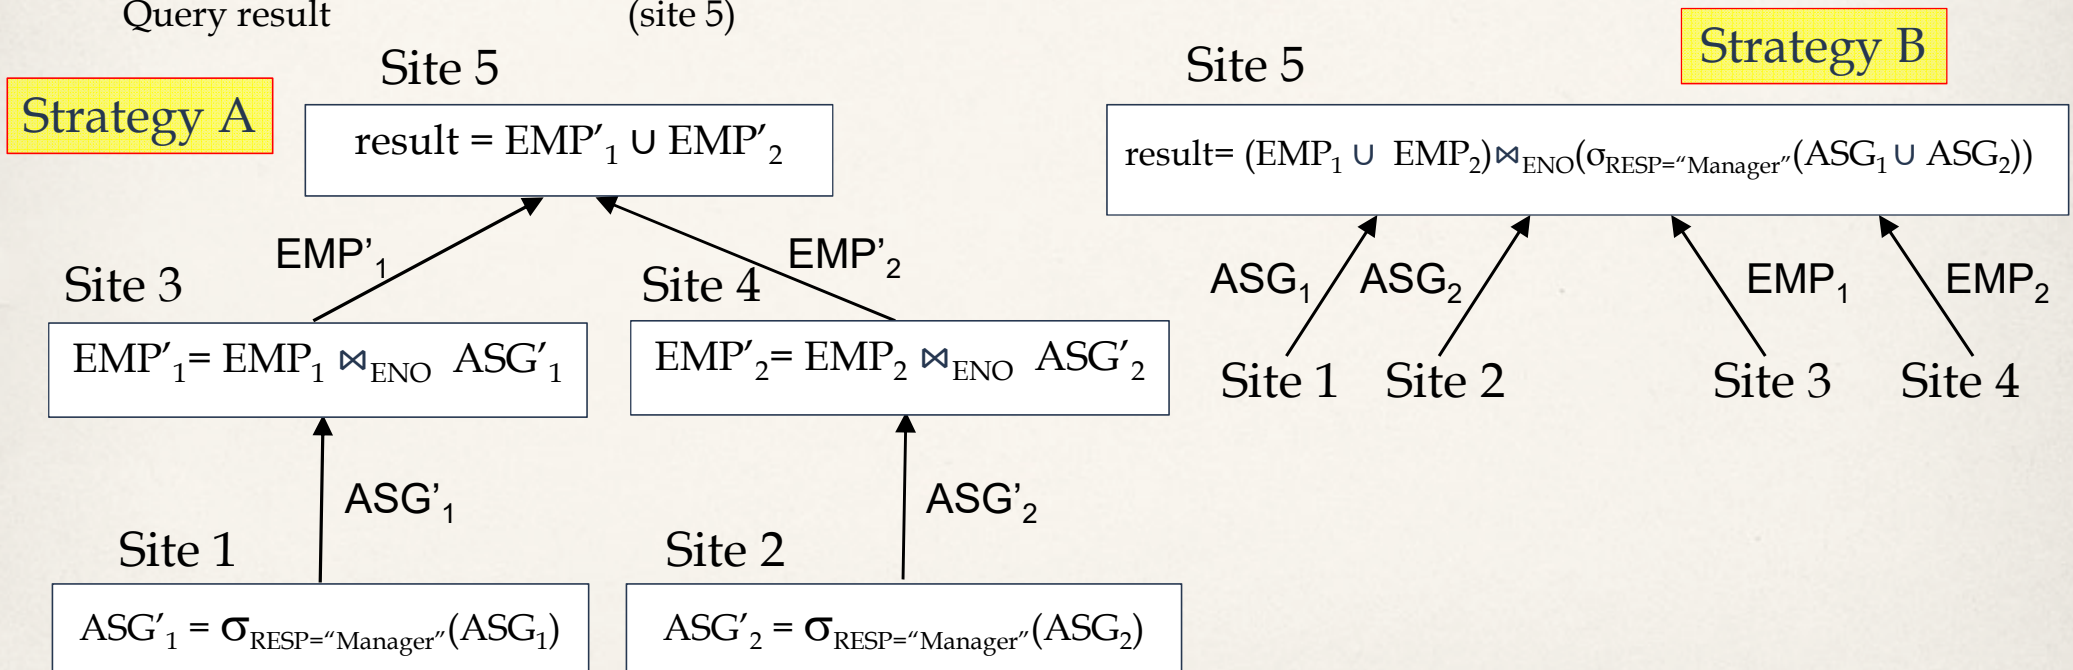 Query result (site 5)
Strategy A
Site 5
result = EMP′₁ ∪ EMP′₂
EMP’₁
EMP’₂
Site 3
Site 4
EMP′₁= EMP₁ ⋈ENO ASG′₁
EMP′₂= EMP₂ ⋈ENO ASG′₂
ASG’₁
ASG’₂
Site 1
Site 2
ASG′₁ = σRESP=“Manager”(ASG₁)
ASG′₂ = σRESP=“Manager”(ASG₂)
Strategy B
Site 5
result= (EMP₁ ∪ EMP₂)⋈ENO(σRESP=“Manager”(ASG₁∪ ASG₂))
ASG₁
ASG₂
EMP₁
EMP₂
Site 1
Site 2
Site 3
Site 4